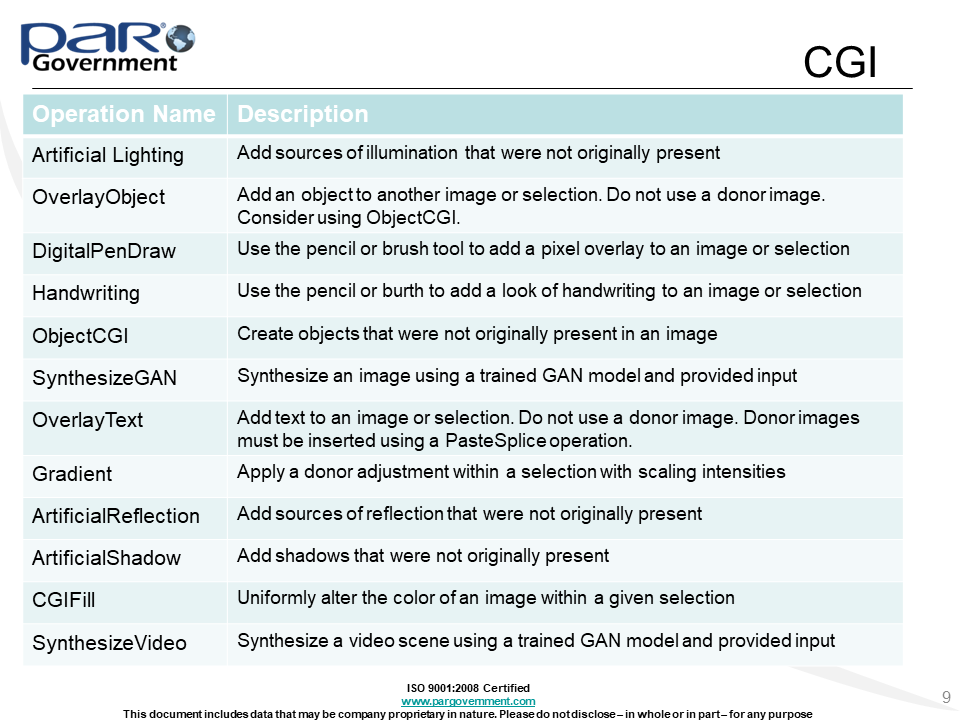 PAR® Government
CGI
Operation Name Description
Artificial Lighting Add sources of illumination that were not originally present
OverlayObject Add an object to another image or selection. Do not use a donor image.
Consider using ObjectCGI.
DigitalPenDraw Use the pencil or brush tool to add a pixel overlay to an image or selection
Handwriting Use the pencil or burth to add a look of handwriting to an image or selection
ObjectCGI Create objects that were not originally present in an image
SynthesizeGAN Synthesize an image using a trained GAN model and provided input
OverlayText Add text to an image or selection. Do not use a donor image. Donor images
must be inserted using a PasteSplice operation.
Gradient Apply a donor adjustment within a selection with scaling intensities
ArtificialReflection Add sources of reflection that were not originally present
ArtificialShadow Add shadows that were not originally present
CGIFill Uniformly alter the color of an image within a given selection
SynthesizeVideo Synthesize a video scene using a trained GAN model and provided input
ISO 9001:2008 Certified
www.pargovernment.com
This document includes data that may be company proprietary in nature. Please do not disclose – in whole or in part – for any purpose
9